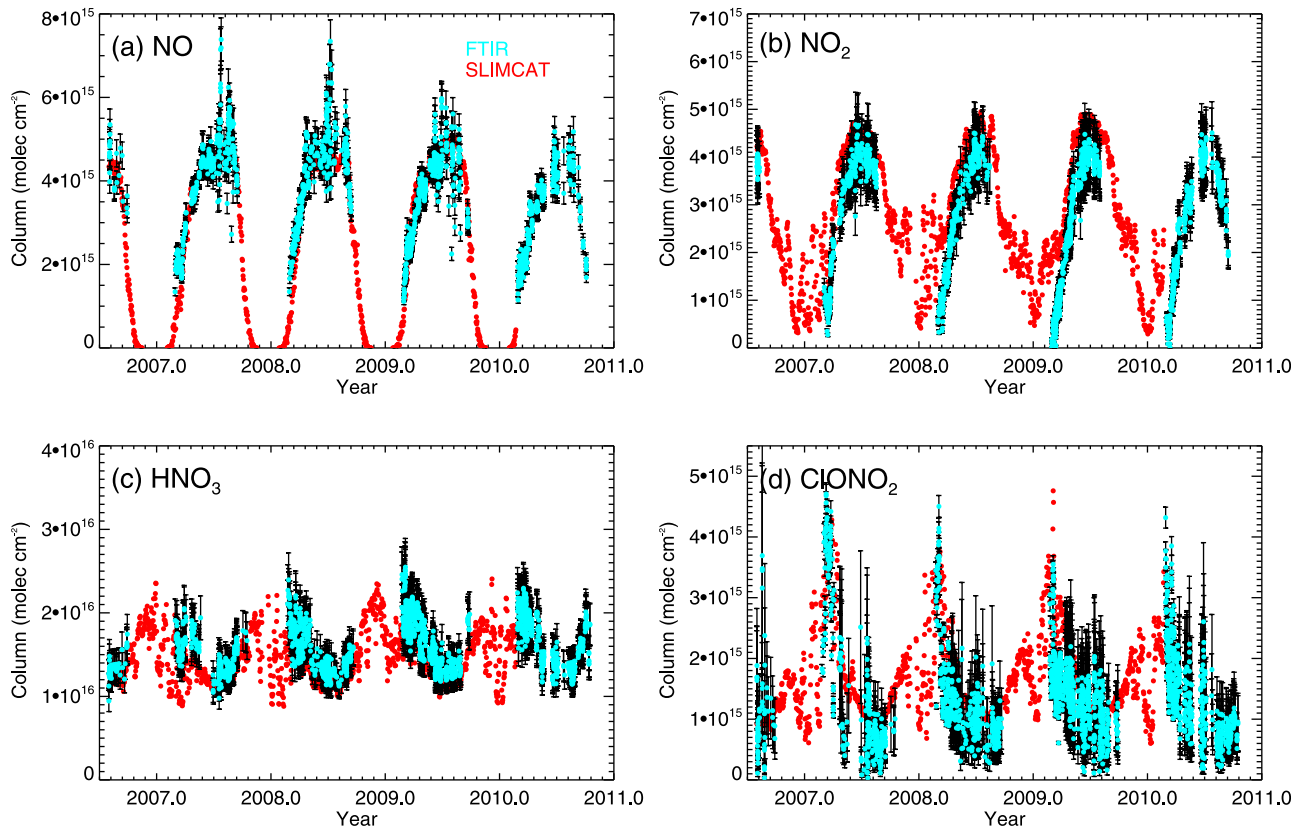 (a) NO
FTIR
SLIMCAT
8•10¹⁵
6•10¹⁵
4•10¹⁵
2•10¹⁵
0
Column (molec cm⁻²)
2007.0 2008.0 2009.0 2010.0 2011.0
Year
(b) NO₂
7•10¹⁵
6•10¹⁵
5•10¹⁵
4•10¹⁵
3•10¹⁵
2•10¹⁵
1•10¹⁵
0
Column (molec cm⁻²)
2007.0 2008.0 2009.0 2010.0 2011.0
Year
(c) HNO₃
4•10¹⁶
3•10¹⁶
2•10¹⁶
1•10¹⁶
0
Column (molec cm⁻²)
2007.0 2008.0 2009.0 2010.0 2011.0
Year
(d) ClONO₂
5•10¹⁵
4•10¹⁵
3•10¹⁵
2•10¹⁵
1•10¹⁵
0
Column (molec cm⁻²)
2007.0 2008.0 2009.0 2010.0 2011.0
Year